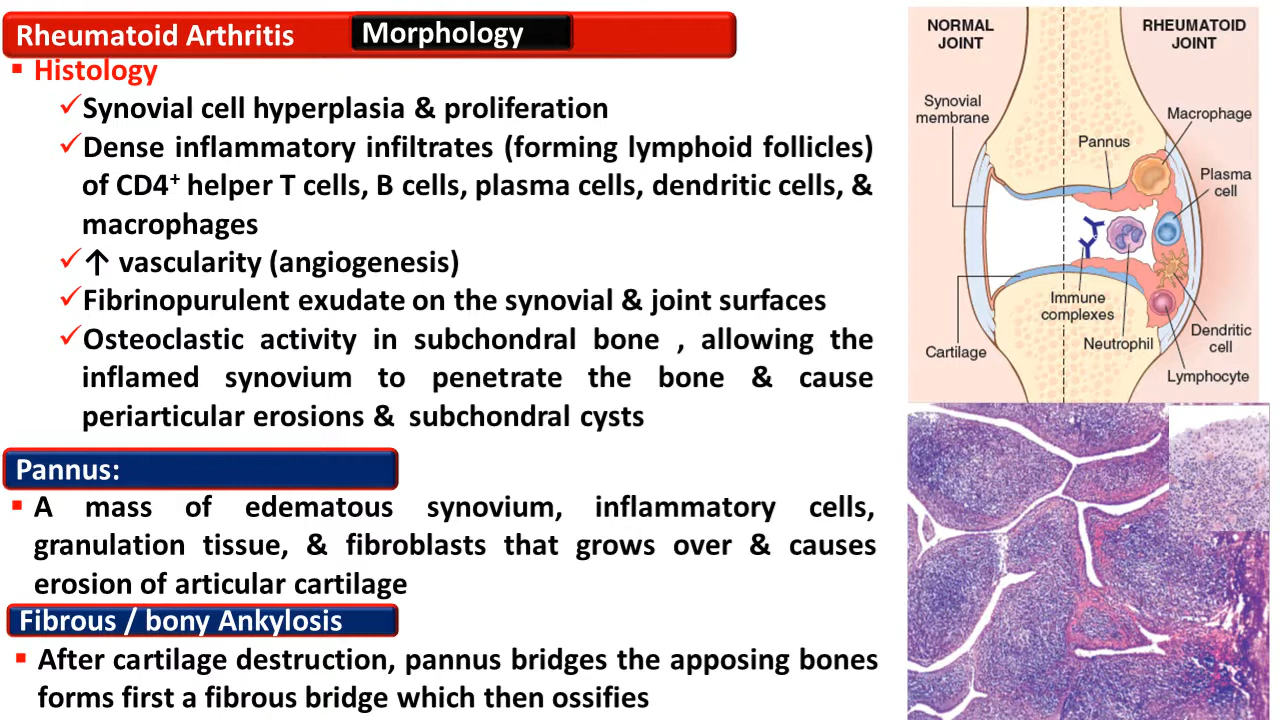 Rheumatoid Arthritis Morphology
▪ Histology
✓Synovial cell hyperplasia & proliferation
✓Dense inflammatory infiltrates (forming lymphoid follicles)
of CD4⁺ helper T cells, B cells, plasma cells, dendritic cells, &
macrophages
✓↑ vascularity (angiogenesis)
✓Fibrinopurulent exudate on the synovial & joint surfaces
✓Osteoclastic activity in subchondral bone , allowing the
inflamed synovium to penetrate the bone & cause
periarticular erosions & subchondral cysts
Pannus:
▪ A mass of edematous synovium, inflammatory cells,
granulation tissue, & fibroblasts that grows over & causes
erosion of articular cartilage
Fibrous / bony Ankylosis
▪ After cartilage destruction, pannus bridges the apposing bones
forms first a fibrous bridge which then ossifies
NORMAL
JOINT
RHEUMATOID
JOINT
Synovial
membrane
Macrophage
Pannus
Plasma
cell
Immune
complexes
Neutrophil
Dendritic
cell
Cartilage
Lymphocyte